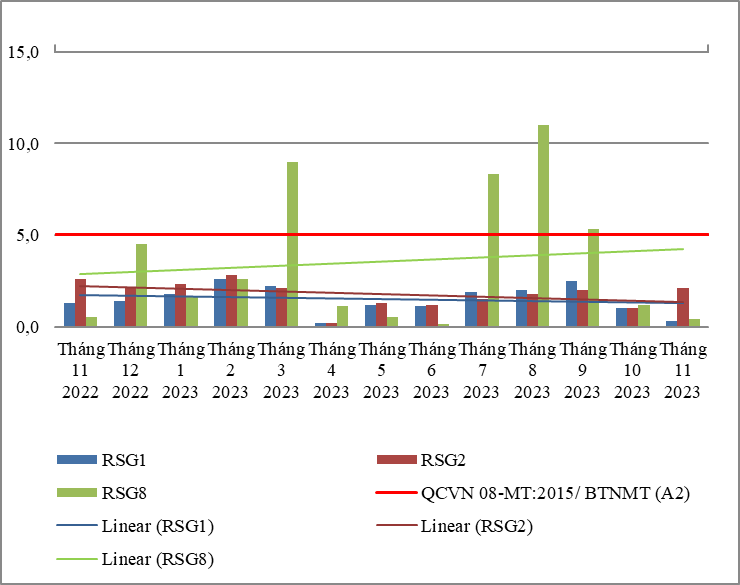 15,0
10,0
5,0
0,0
Tháng 11 2022
Tháng 12 2022
Tháng 1 2023
Tháng 2 2023
Tháng 3 2023
Tháng 4 2023
Tháng 5 2023
Tháng 6 2023
Tháng 7 2023
Tháng 8 2023
Tháng 9 2023
Tháng 10 2023
Tháng 11 2023
RSG1
RSG2
RSG8
QCVN 08-MT:2015/ BTNMT (A2)
Linear (RSG1)
Linear (RSG2)
Linear (RSG8)